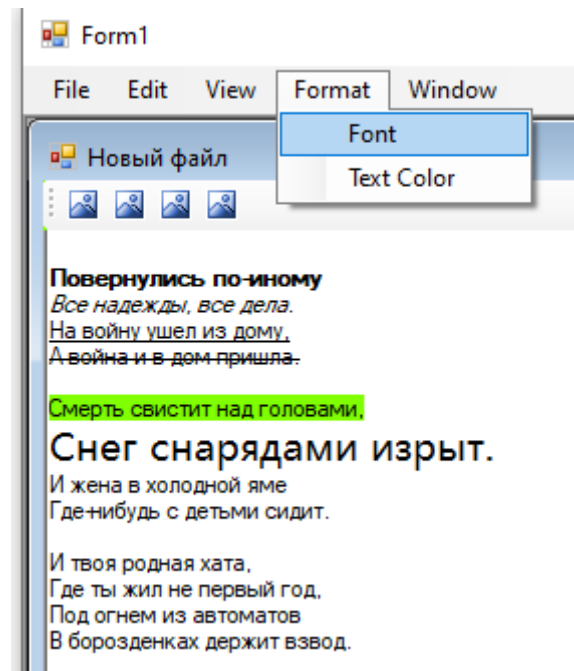 Form1
File Edit View Format Window
Font
Text Color
Новый файл
Повернулись по-иному
Все надежды, все дела.
На войну ушел из дому,
А война и в дом пришла.
Смерть свистит над головами,
Снег снарядами изрыт.
И жена в холодной яме
Где-нибудь с детьми сидит.
И твоя родная хата,
Где ты жил не первый год,
Под огнем из автоматов
В борозденках держит взвод.